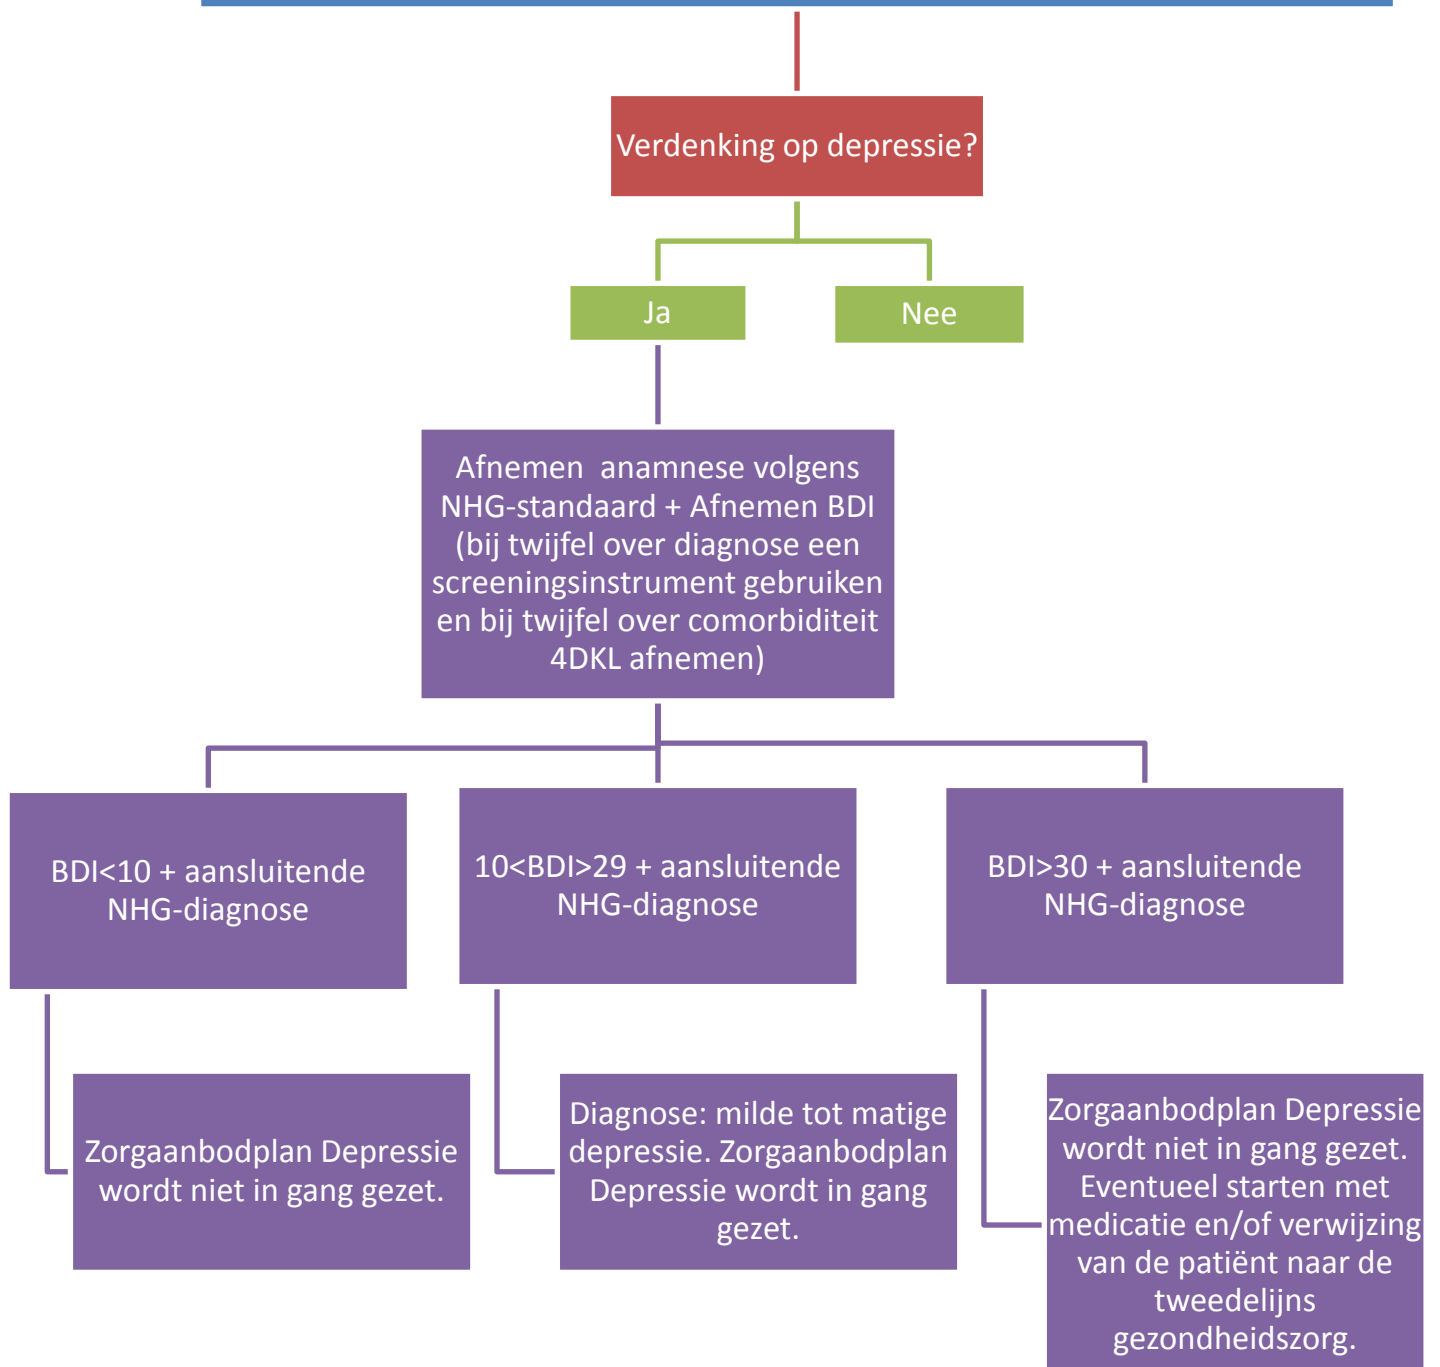 Verdenking op depressie?
Ja
Nee
Afnemen  anamnese volgens
NHG-standaard + Afnemen BDI
(bij twijfel over diagnose een
screeningsinstrument gebruiken
en bij twijfel over comorbiditeit
4DKL afnemen)
BDI<10 + aansluitende
NHG-diagnose
10<BDI>29 + aansluitende
NHG-diagnose
BDI>30 + aansluitende
NHG-diagnose
Zorgaanbodplan Depressie
wordt niet in gang gezet.
Diagnose: milde tot matige
depressie. Zorgaanbodplan
Depressie wordt in gang
gezet.
Zorgaanbodplan Depressie
wordt niet in gang gezet.
Eventueel starten met
medicatie en/of verwijzing
van de patiënt naar de
tweedelijns
gezondheidszorg.